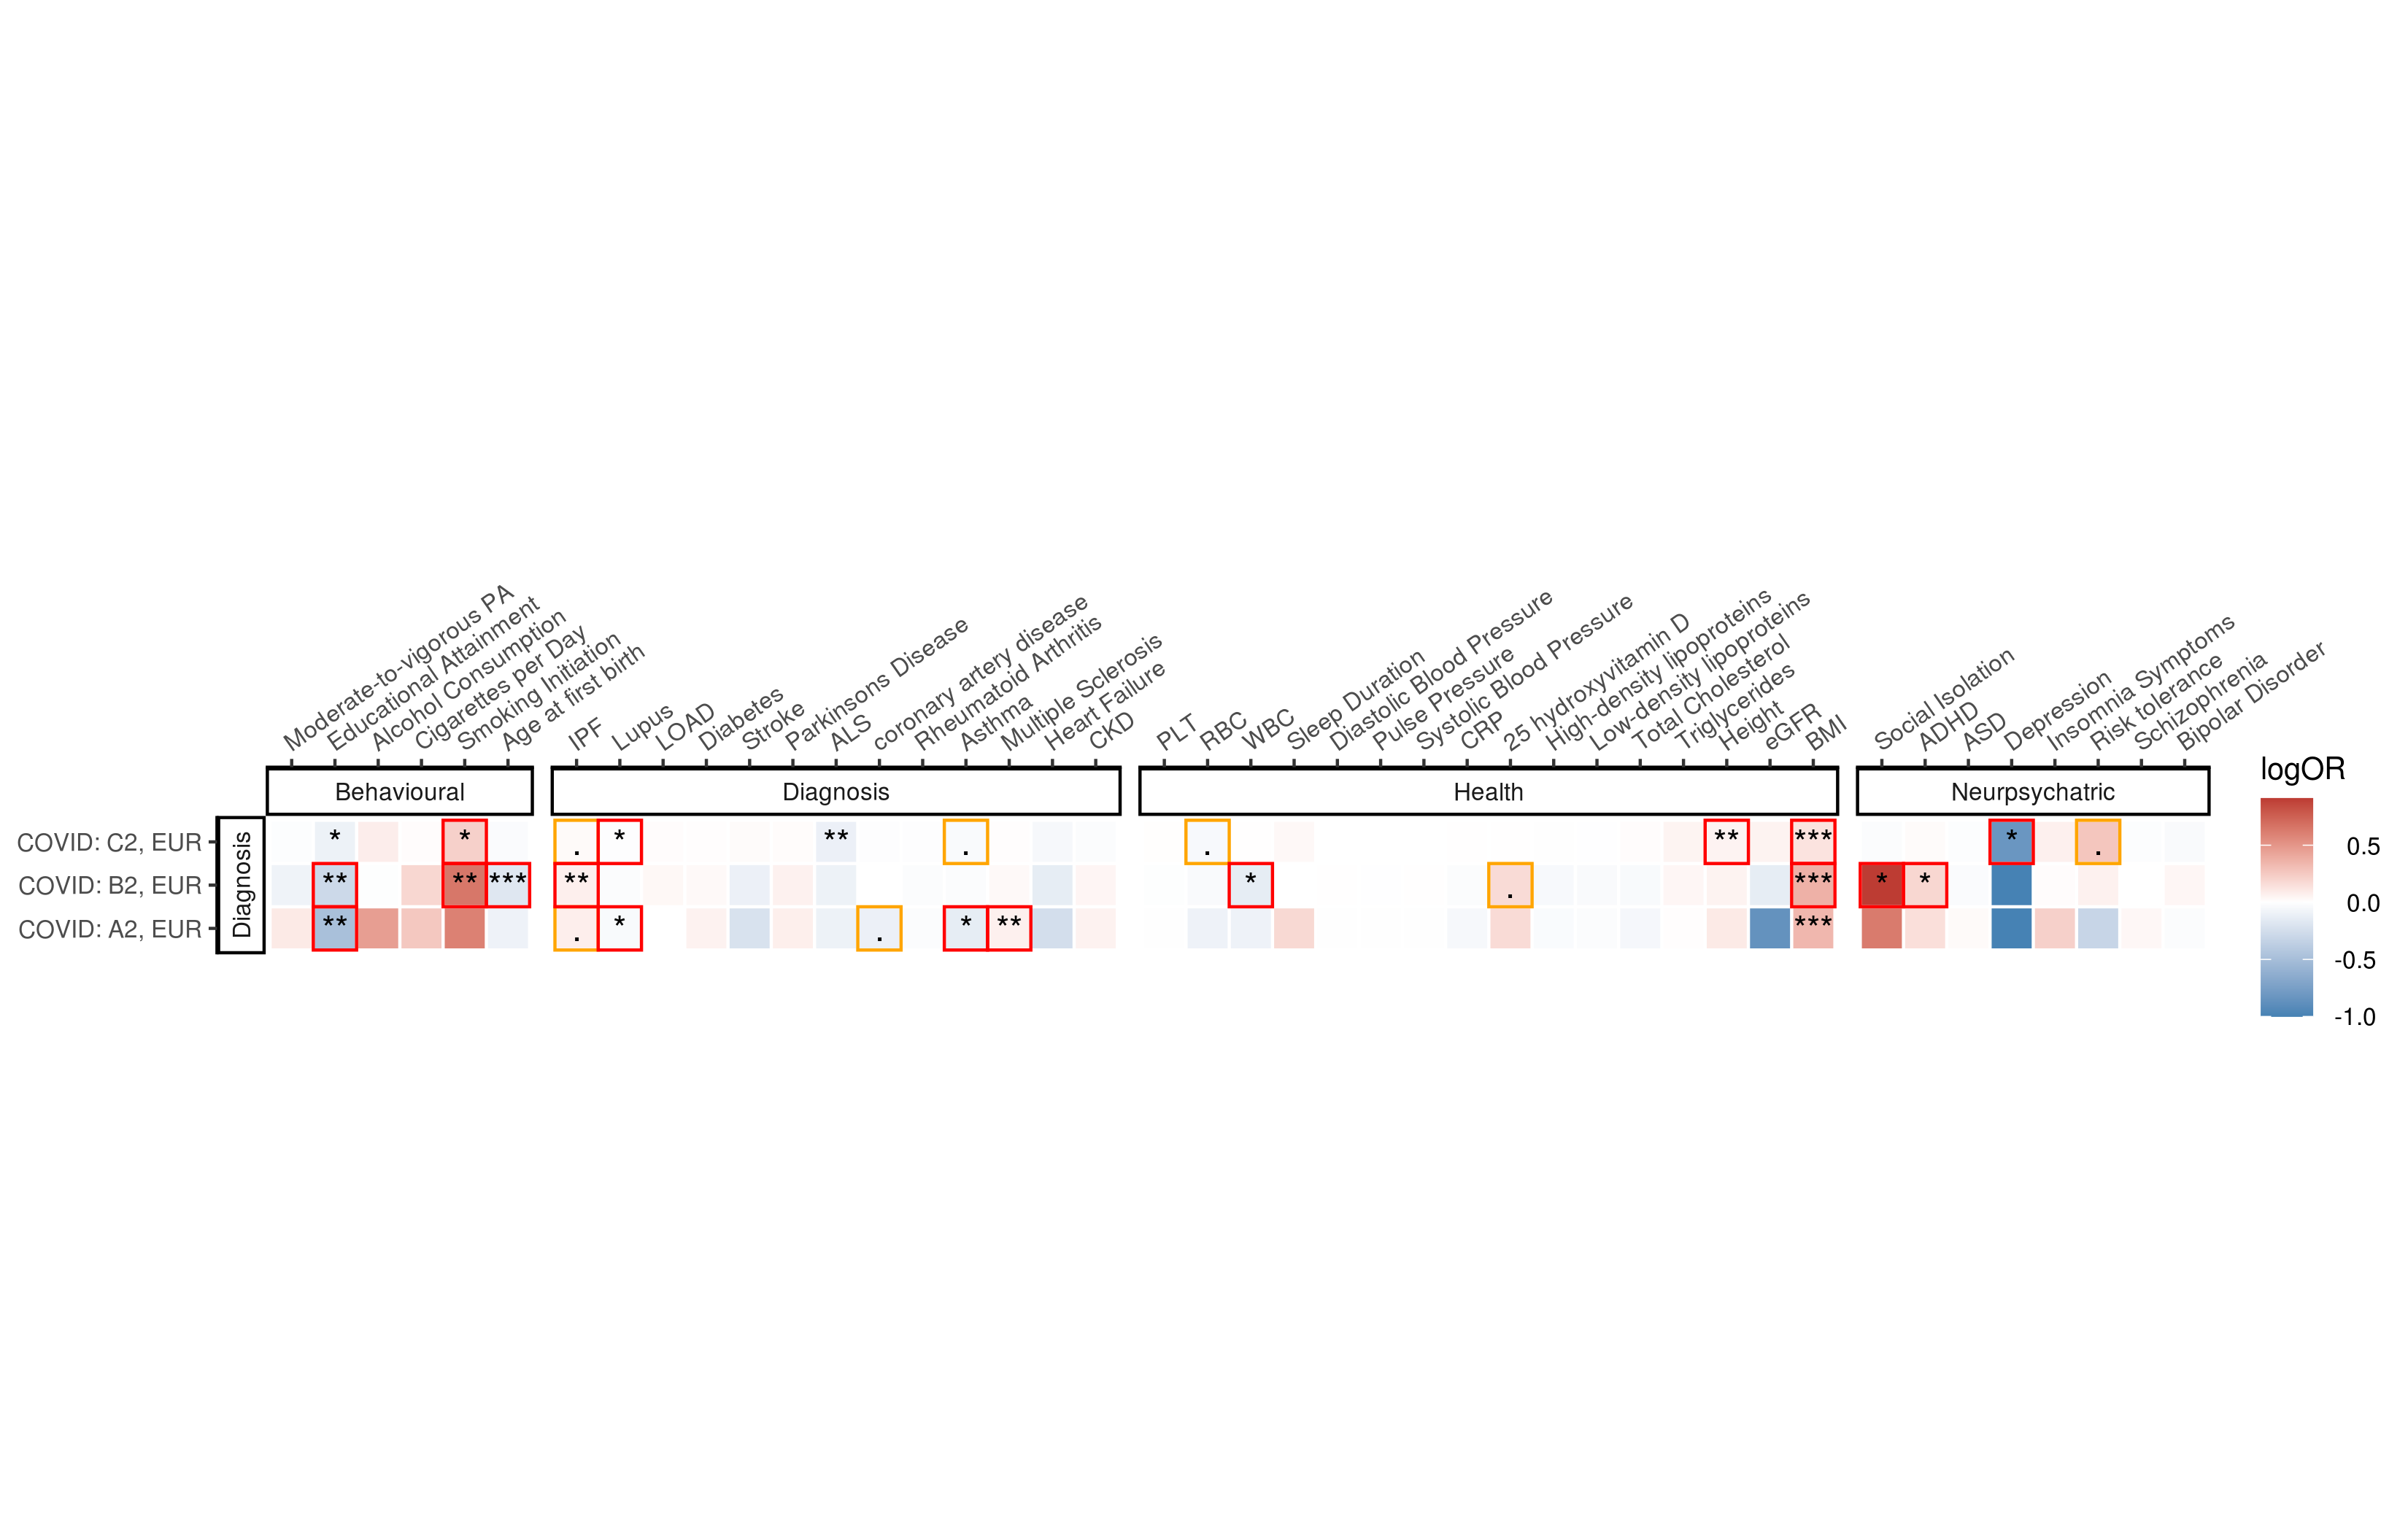 Moderate-to-vigorous PA
Educational Attainment
Alcohol Consumption
Cigarettes per Day
Smoking Initiation
Age at first birth
IPF
Lupus
LOAD
Diabetes
Stroke
Parkinsons Disease
ALS
coronary artery disease
Rheumatoid Arthritis
Asthma
Multiple Sclerosis
Heart Failure
CKD
PLT
RBC
WBC
Sleep Duration
Diastolic Blood Pressure
Pulse Pressure
Systolic Blood Pressure
CRP
25 hydroxyvitamin D
High-density lipoproteins
Low-density lipoproteins
Total Cholesterol
Triglycerides
Height
eGFR
BMI
Social Isolation
ADHD
ASD
Depression
Insomnia Symptoms
Risk tolerance
Schizophrenia
Bipolar Disorder
Behavioural
Diagnosis
Health
Neurpsychatric
Diagnosis
COVID: C2, EUR
* * . * ** . . ** *** * .
COVID: B2, EUR
** ** *** ** * . *** * *
COVID: A2, EUR
** . * . * ** ***
logOR
0.5
0.0
-0.5
-1.0